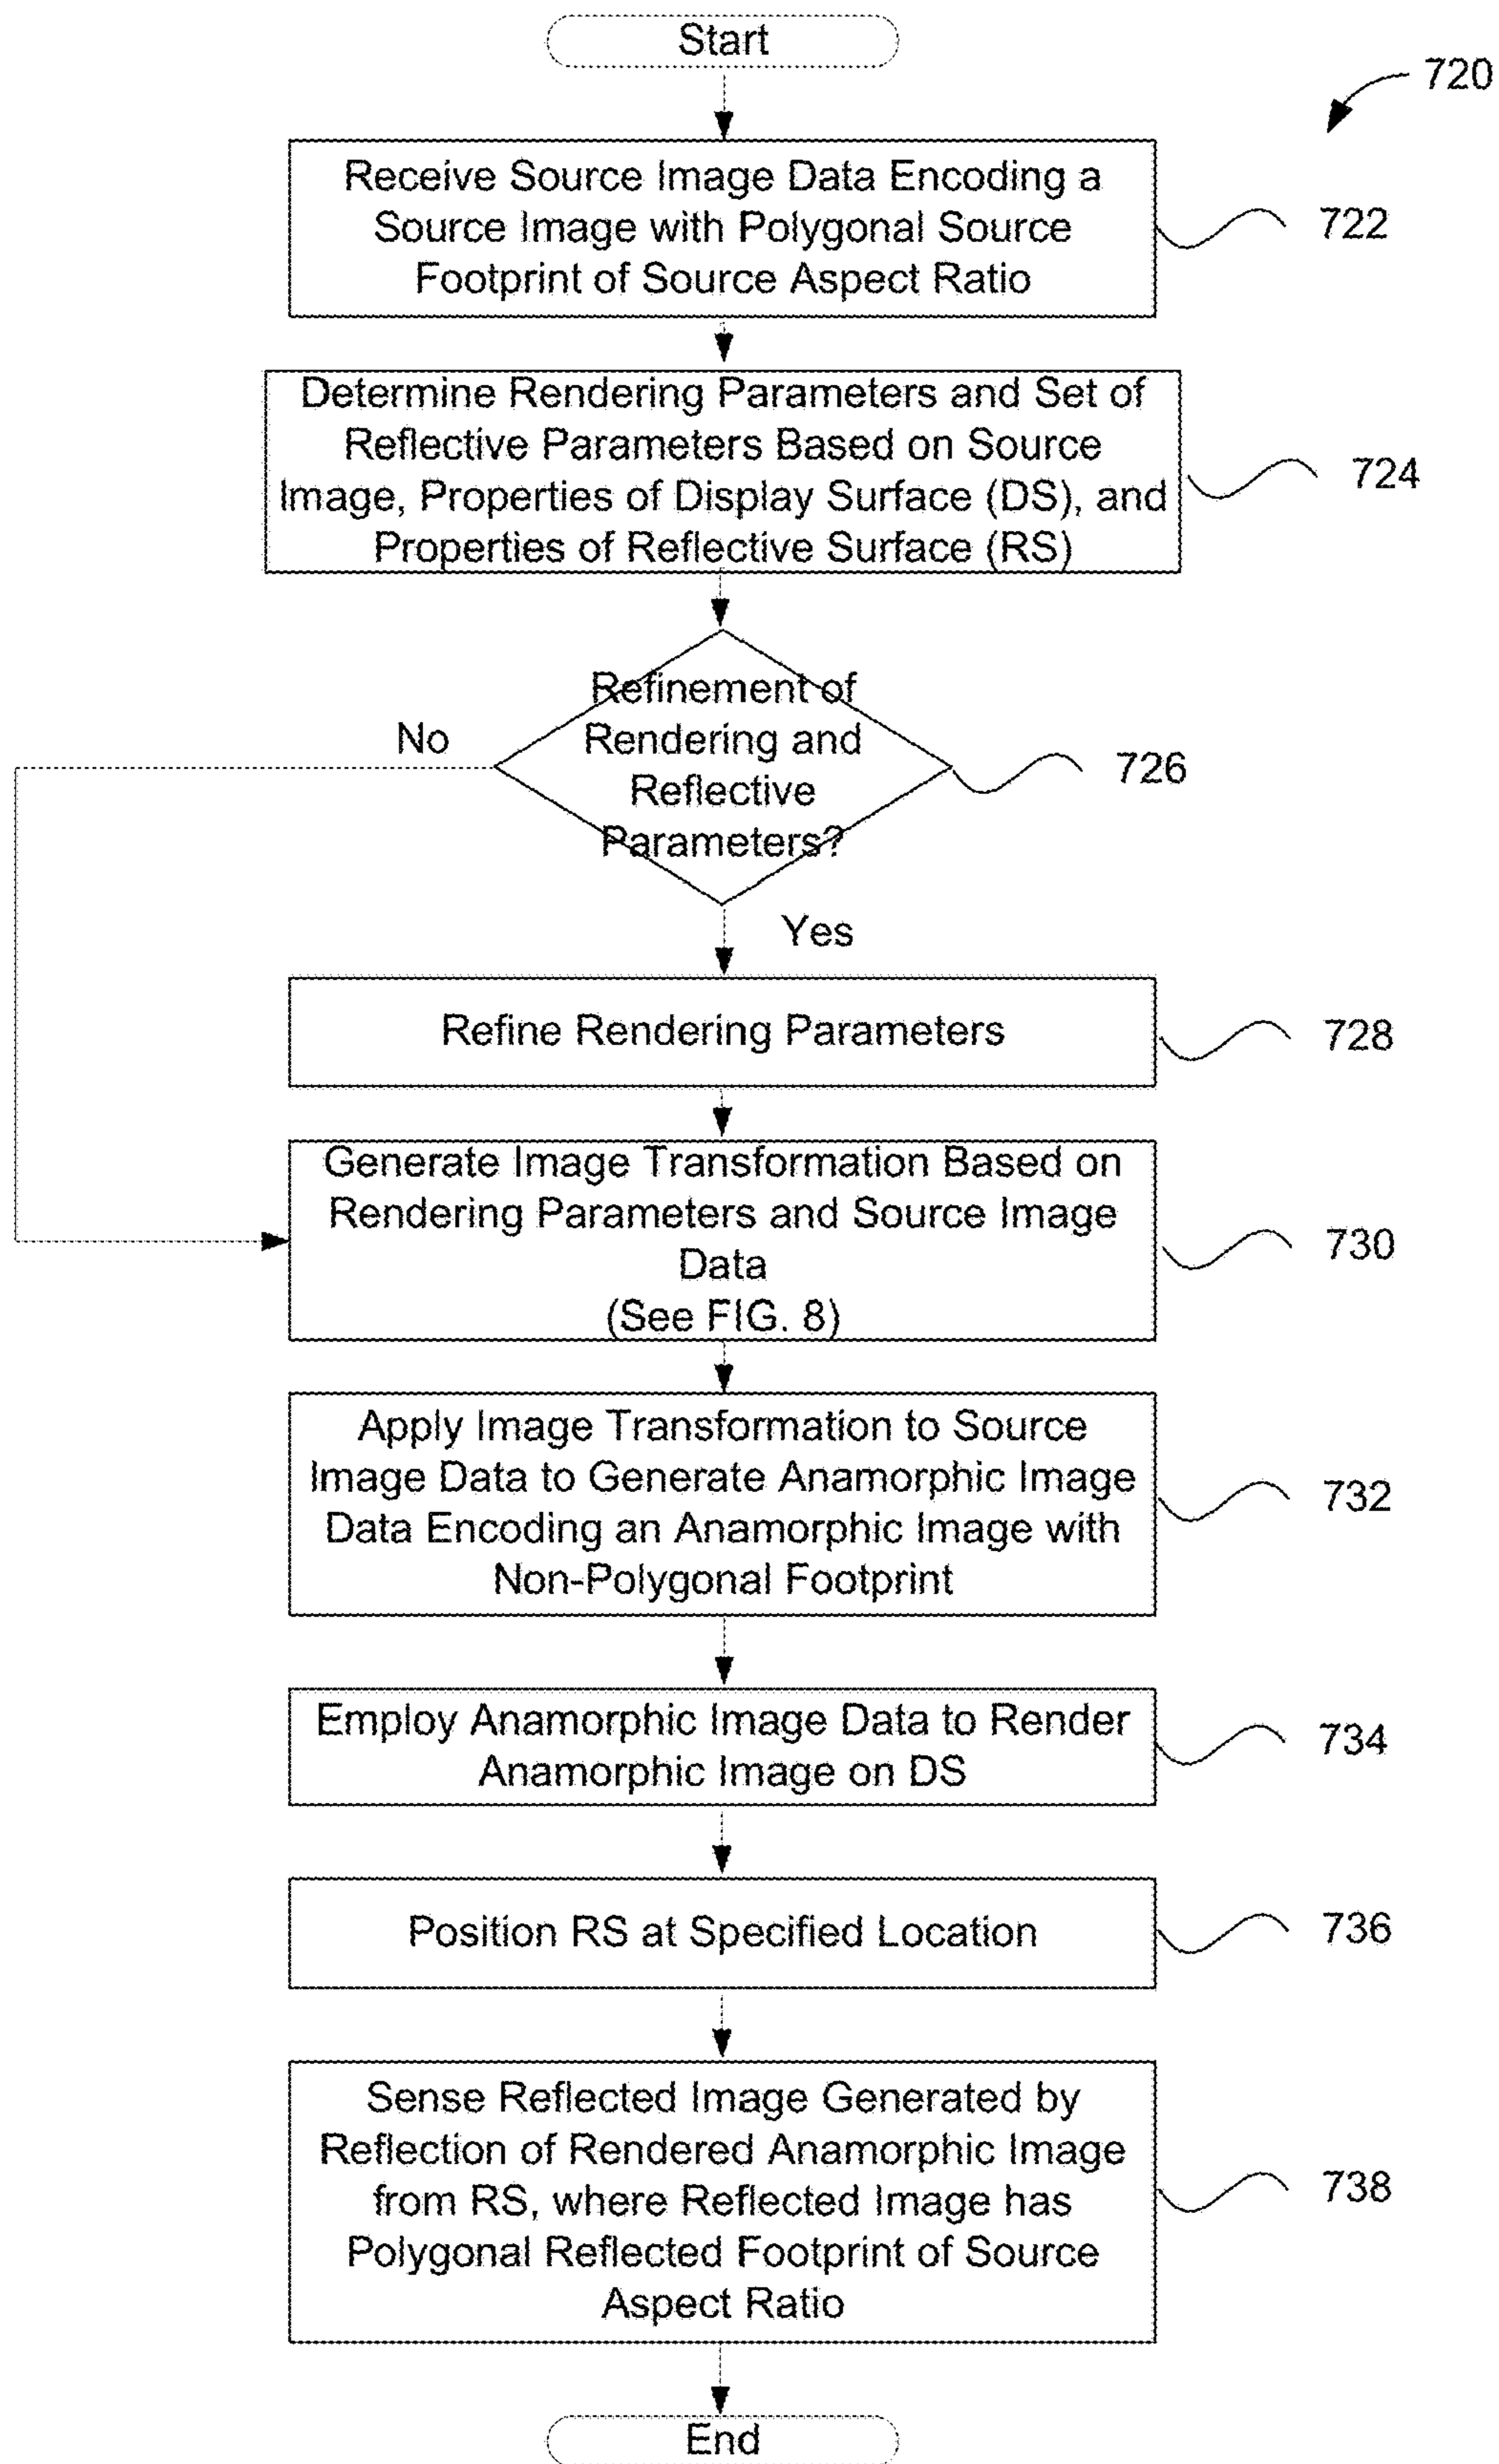 Start
720
Receive Source Image Data Encoding a
Source Image with Polygonal Source
Footprint of Source Aspect Ratio
722
Determine Rendering Parameters and Set of
Reflective Parameters Based on Source
Image, Properties of Display Surface (DS), and
Properties of Reflective Surface (RS)
724
Refinement of
Rendering and
Reflective
Parameters?
No
726
Yes
Refine Rendering Parameters
728
Generate Image Transformation Based on
Rendering Parameters and Source Image
Data
(See FIG. 8)
730
Apply Image Transformation to Source
Image Data to Generate Anamorphic Image
Data Encoding an Anamorphic Image with
Non-Polygonal Footprint
732
Employ Anamorphic Image Data to Render
Anamorphic Image on DS
734
Position RS at Specified Location
736
Sense Reflected Image Generated by
Reflection of Rendered Anamorphic Image
from RS, where Reflected Image has
Polygonal Reflected Footprint of Source
Aspect Ratio
738
End